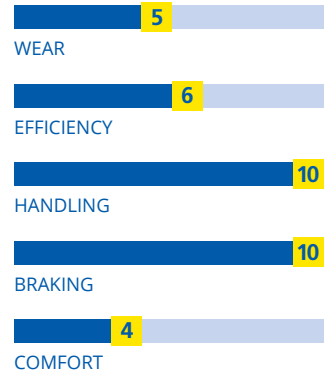 5
WEAR
6
EFFICIENCY
10
HANDLING
10
BRAKING
4
COMFORT